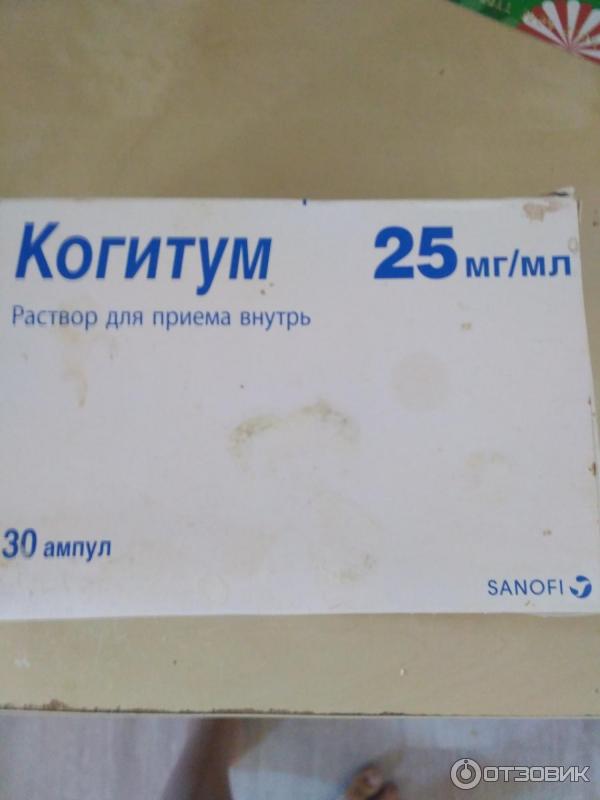 Когитум 25 мг/мл
Раствор для приема внутрь
30 ампул
SANOFI
ОТЗОВИК